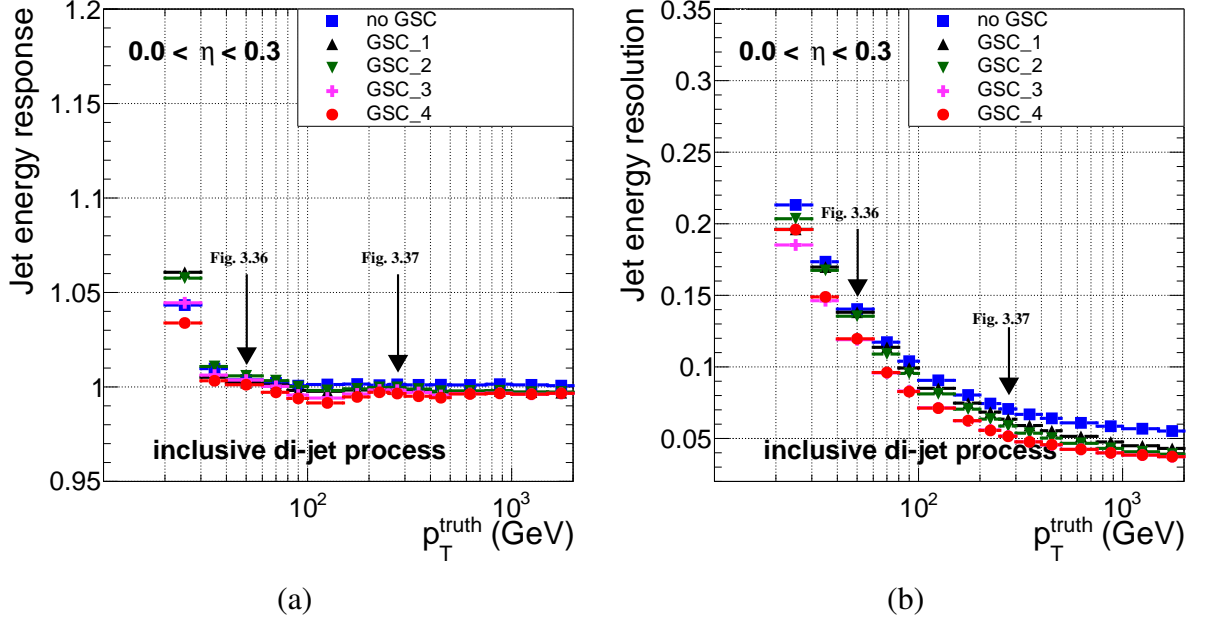 Jet energy response
1.2
1.15
1.1
1.05
1
0.95
0.0 < η < 0.3
no GSC
GSC_1
GSC_2
GSC_3
GSC_4
Fig. 3.36
Fig. 3.37
inclusive di-jet process
10²
10³
p_T^truth (GeV)
(a)
Jet energy resolution
0.35
0.3
0.25
0.2
0.15
0.1
0.05
0.0 < η < 0.3
no GSC
GSC_1
GSC_2
GSC_3
GSC_4
Fig. 3.36
Fig. 3.37
inclusive di-jet process
10²
10³
p_T^truth (GeV)
(b)